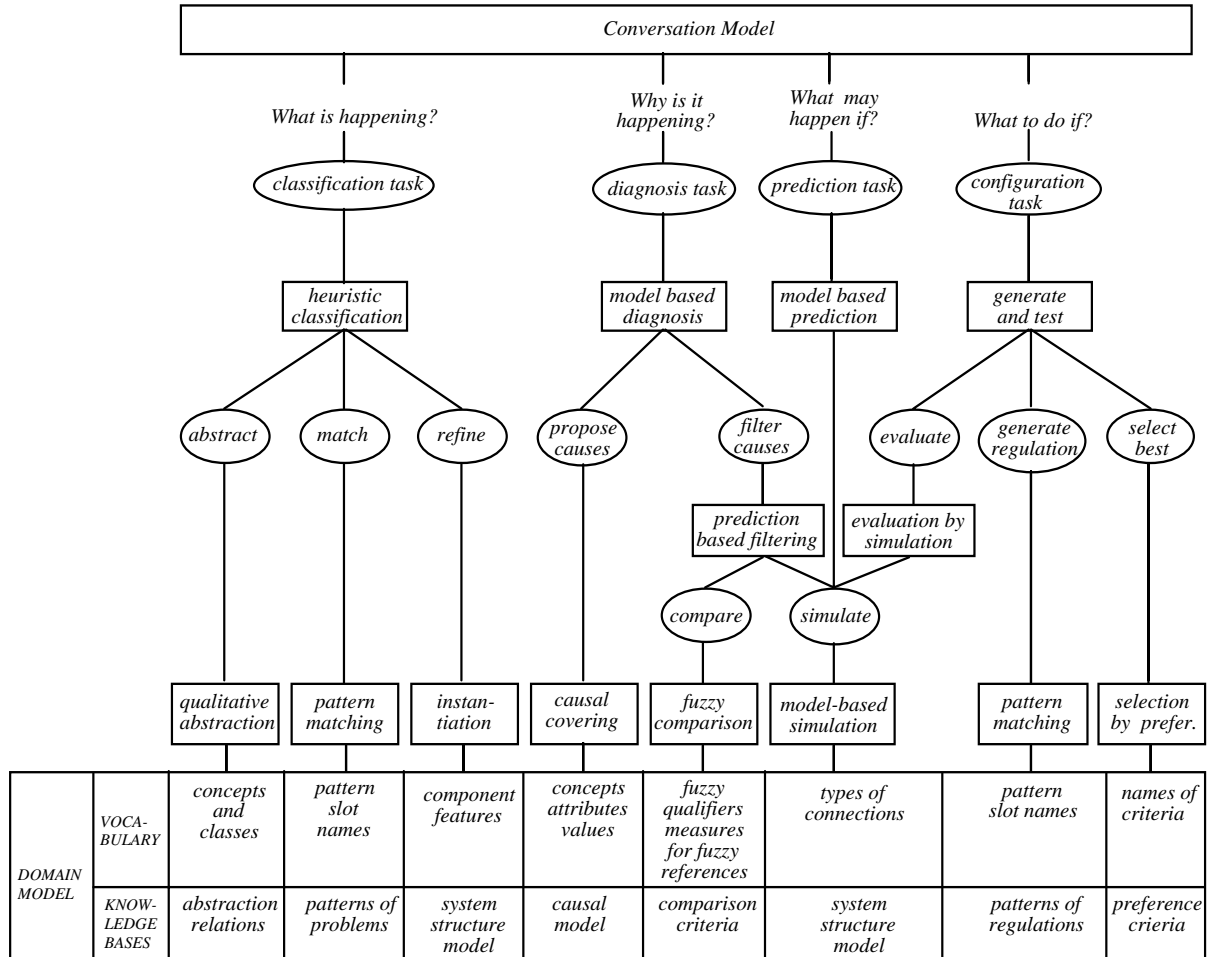 Conversation Model
What is happening?
Why is it
happening?
What may
happen if?
What to do if?
classification task
diagnosis task
prediction task
configuration
task
heuristic
classification
model based
diagnosis
model based
prediction
generate
and test
abstract
match
refine
propose
causes
filter
causes
evaluate
generate
regulation
select
best
prediction
based filtering
evaluation by
simulation
compare
simulate
qualitative
abstraction
pattern
matching
instan-
tiation
causal
covering
fuzzy
comparison
model-based
simulation
pattern
matching
selection
by prefer.
DOMAIN
MODEL
VOCA-
BULARY
concepts
and
classes
pattern
slot
names
component
features
concepts
attributes
values
fuzzy
qualifiers
measures
for fuzzy
references
types of
connections
pattern
slot names
names of
criteria
KNOW-
LEDGE
BASES
abstraction
relations
patterns of
problems
system
structure
model
causal
model
comparison
criteria
system
structure
model
patterns of
regulations
preference
crieria